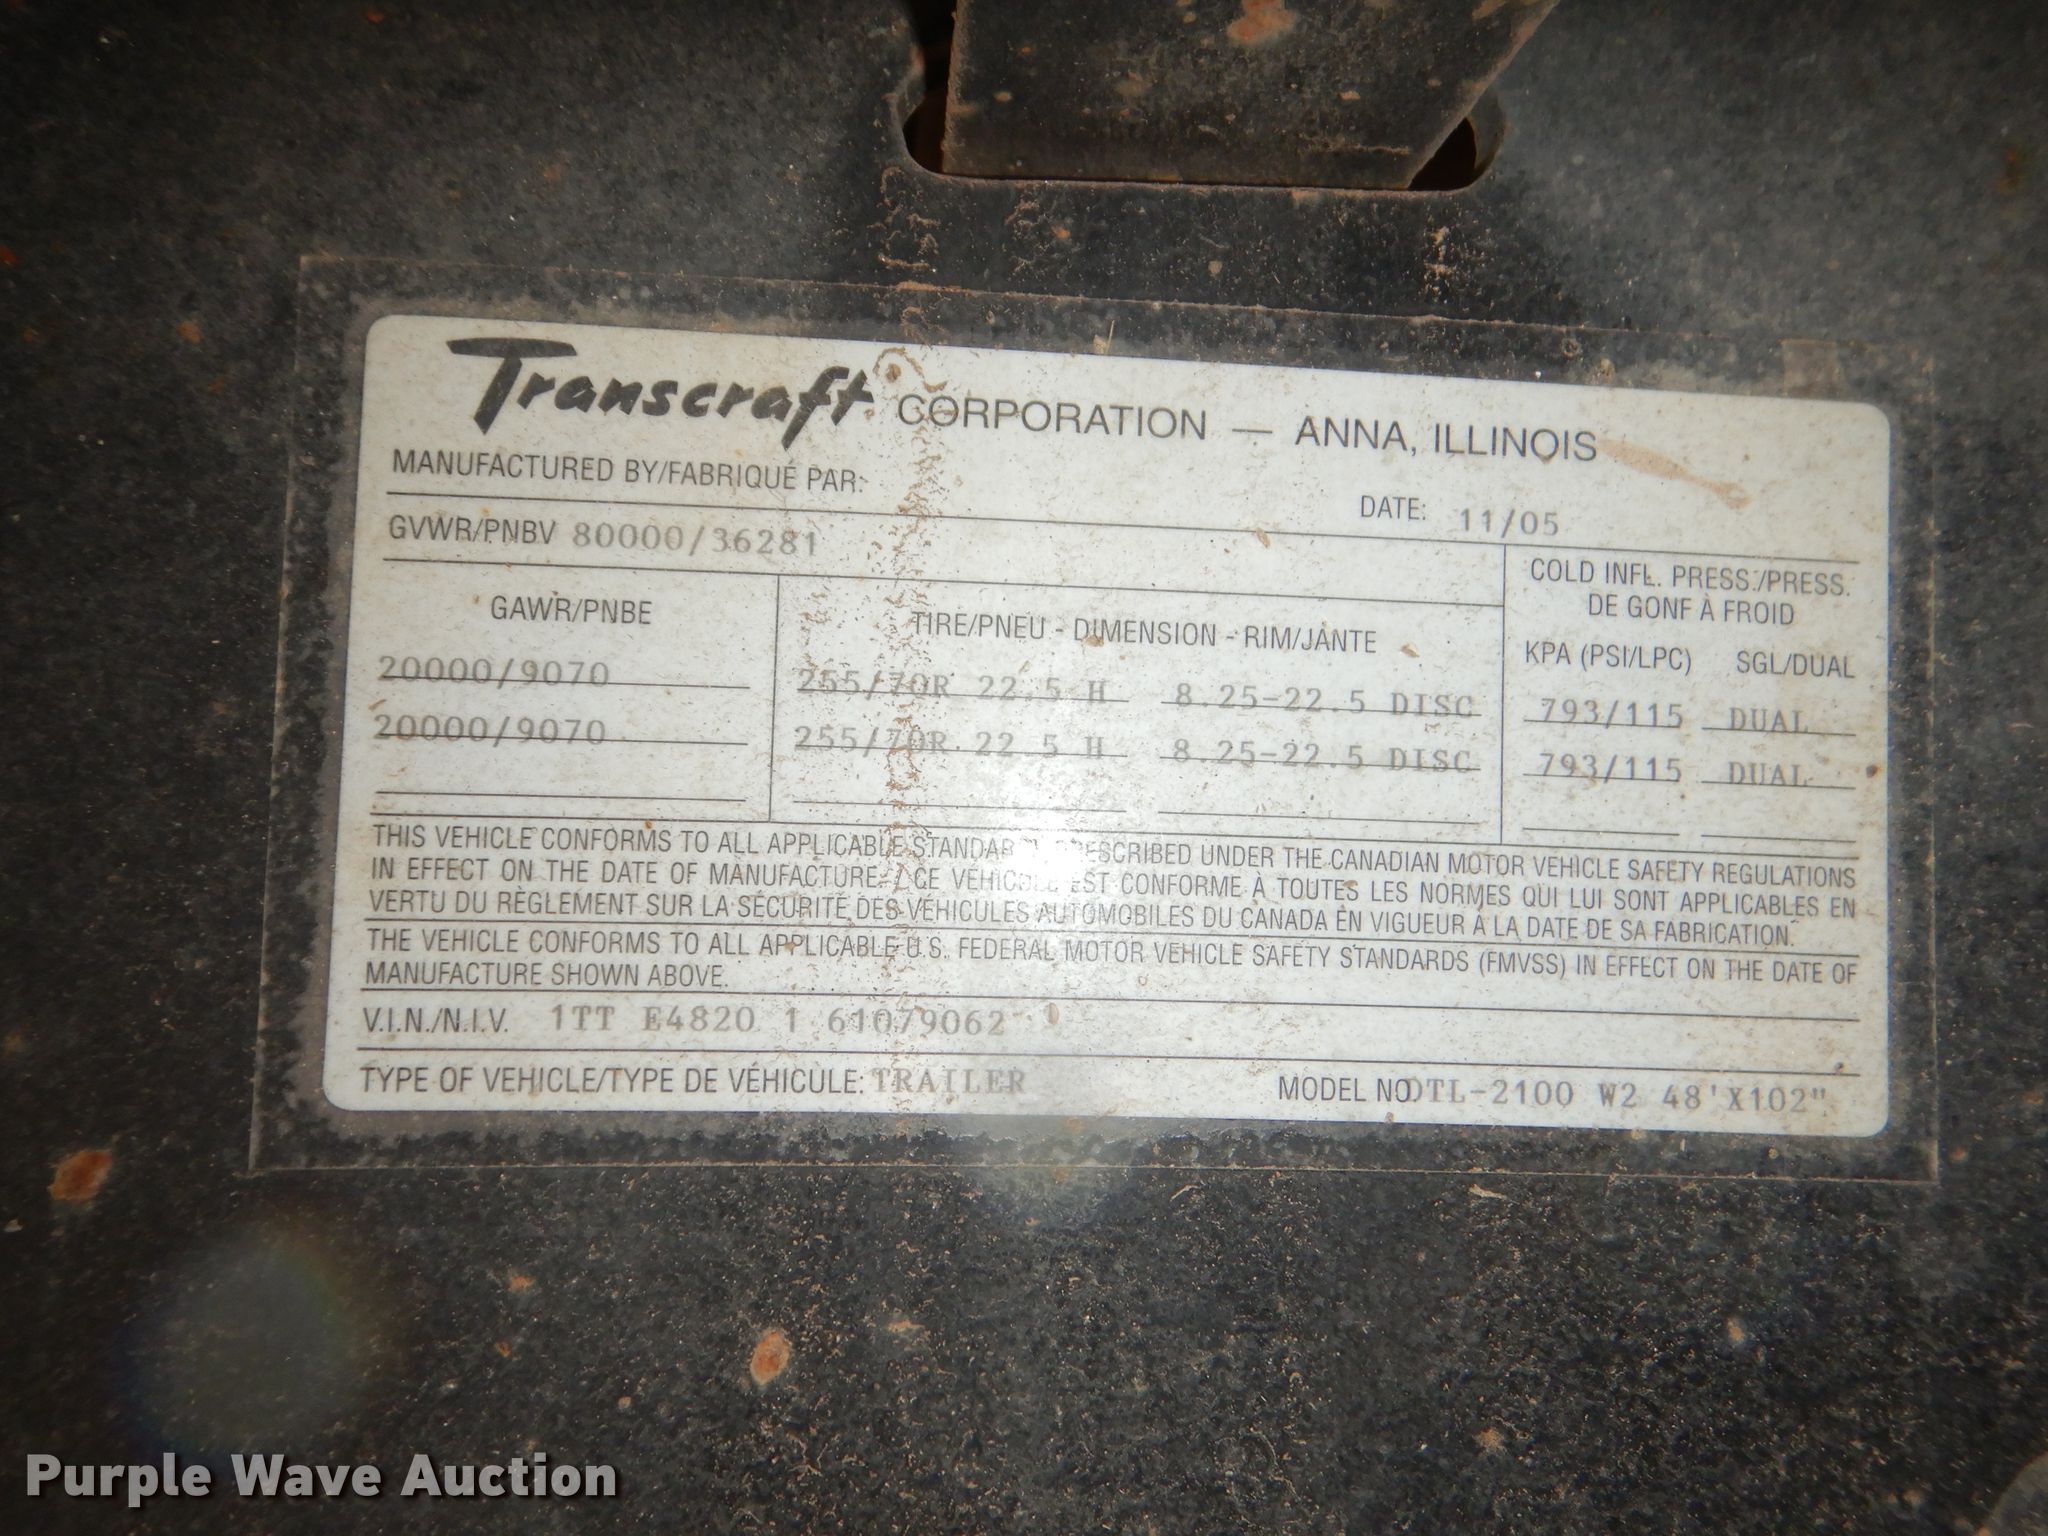 Transcraft CORPORATION — ANNA, ILLINOIS
MANUFACTURED BY/FABRIQUÉ PAR:
DATE: 11/05
GVWR/PNBV 80000/36281
COLD INFL. PRESS./PRESS.
DE GONF À FROID
GAWR/PNBE TIRE/PNEU - DIMENSION - RIM/JANTE KPA (PSI/LPC) SGL/DUAL
20000/9070 255/70R 22.5 H 8.25-22.5 DISC 793/115 DUAL
20000/9070 255/70R 22.5 H 8.25-22.5 DISC 793/115 DUAL
THIS VEHICLE CONFORMS TO ALL APPLICABLE STANDARDS PRESCRIBED UNDER THE CANADIAN MOTOR VEHICLE SAFETY REGULATIONS
IN EFFECT ON THE DATE OF MANUFACTURE. / CE VÉHICULE EST CONFORME À TOUTES LES NORMES QUI LUI SONT APPLICABLES EN
VERTU DU RÈGLEMENT SUR LA SÉCURITÉ DES VÉHICULES AUTOMOBILES DU CANADA EN VIGUEUR À LA DATE DE SA FABRICATION.
THE VEHICLE CONFORMS TO ALL APPLICABLE U.S. FEDERAL MOTOR VEHICLE SAFETY STANDARDS (FMVSS) IN EFFECT ON THE DATE OF
MANUFACTURE SHOWN ABOVE.
V.I.N./N.I.V. 1TT E4820 1 61079062
TYPE OF VEHICLE/TYPE DE VÉHICULE: TRAILER MODEL NO DTL-2100 W2 48'X102"
Purple Wave Auction